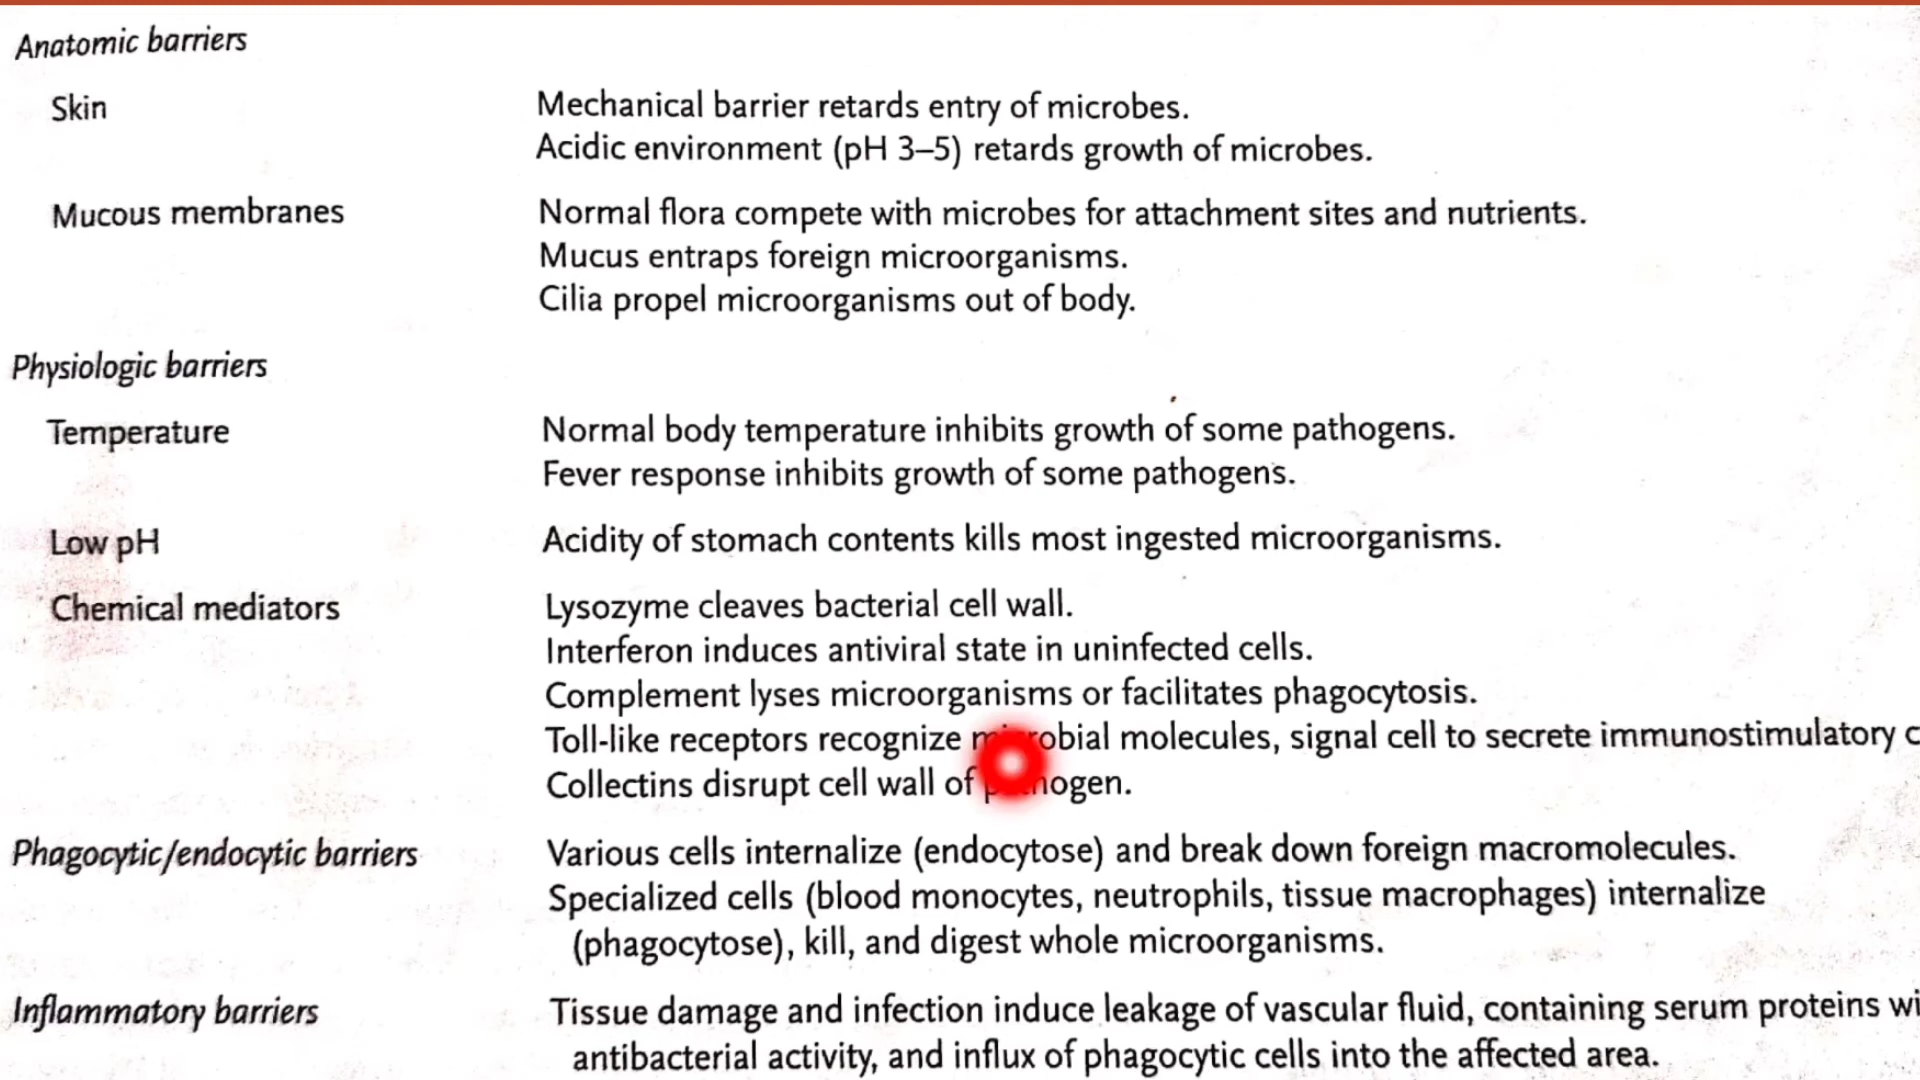 Anatomic barriers
Skin
Mechanical barrier retards entry of microbes.
Acidic environment (pH 3–5) retards growth of microbes.
Mucous membranes
Normal flora compete with microbes for attachment sites and nutrients.
Mucus entraps foreign microorganisms.
Cilia propel microorganisms out of body.
Physiologic barriers
Temperature
Normal body temperature inhibits growth of some pathogens.
Fever response inhibits growth of some pathogens.
Low pH
Acidity of stomach contents kills most ingested microorganisms.
Chemical mediators
Lysozyme cleaves bacterial cell wall.
Interferon induces antiviral state in uninfected cells.
Complement lyses microorganisms or facilitates phagocytosis.
Toll-like receptors recognize microbial molecules, signal cell to secrete immunostimulatory
Collectins disrupt cell wall of pathogen.
Phagocytic/endocytic barriers
Various cells internalize (endocytose) and break down foreign macromolecules.
Specialized cells (blood monocytes, neutrophils, tissue macrophages) internalize
(phagocytose), kill, and digest whole microorganisms.
Inflammatory barriers
Tissue damage and infection induce leakage of vascular fluid, containing serum proteins
antibacterial activity, and influx of phagocytic cells into the affected area.